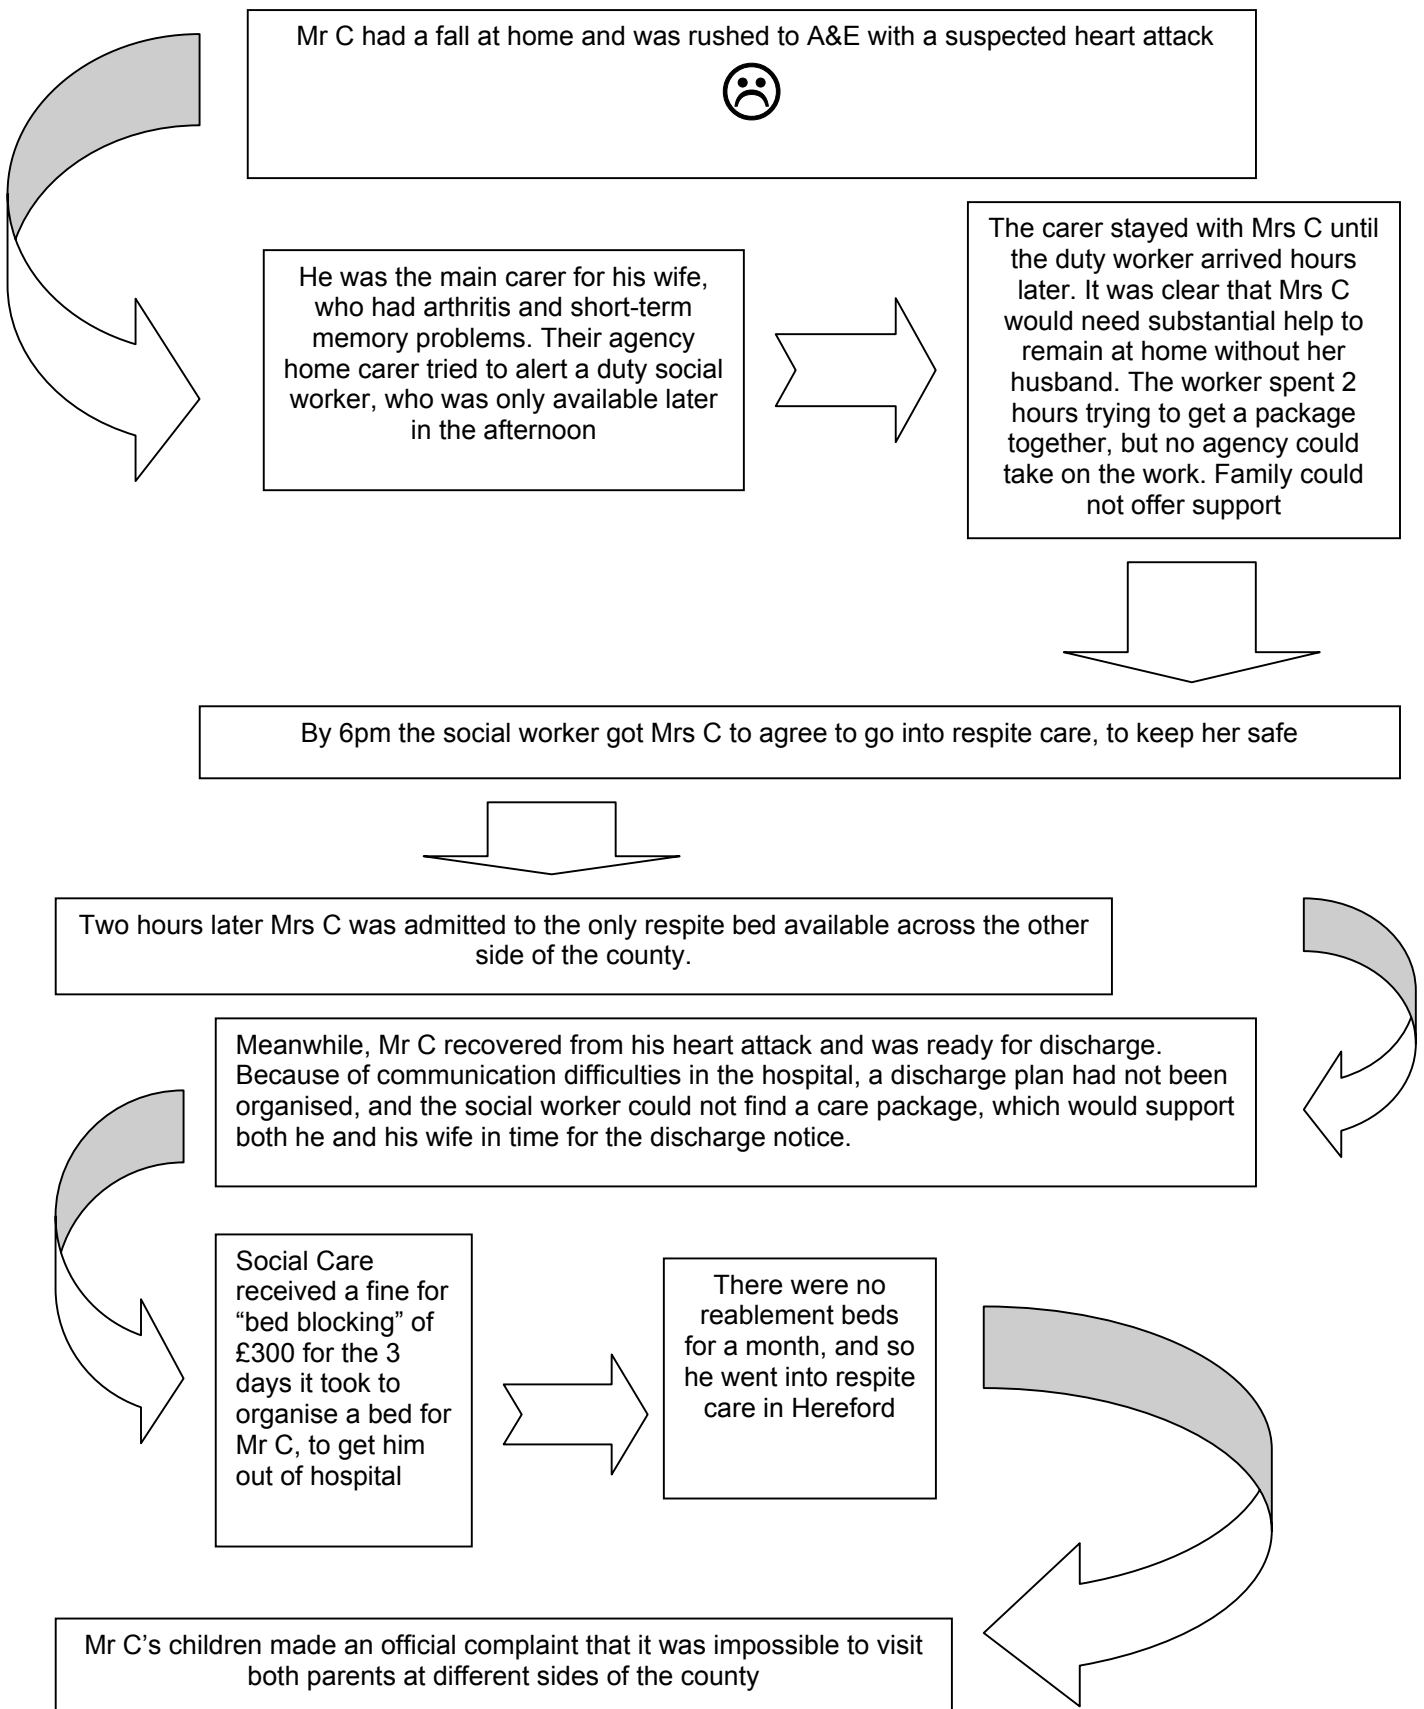 Mr C had a fall at home and was rushed to A&E with a suspected heart attack
He was the main carer for his wife,
who had arthritis and short-term
memory problems. Their agency
home carer tried to alert a duty social
worker, who was only available later
in the afternoon
The carer stayed with Mrs C until
the duty worker arrived hours
later. It was clear that Mrs C
would need substantial help to
remain at home without her
husband. The worker spent 2
hours trying to get a package
together, but no agency could
take on the work. Family could
not offer support
By 6pm the social worker got Mrs C to agree to go into respite care, to keep her safe
Two hours later Mrs C was admitted to the only respite bed available across the other
side of the county.
Meanwhile, Mr C recovered from his heart attack and was ready for discharge.
Because of communication difficulties in the hospital, a discharge plan had not been
organised, and the social worker could not find a care package, which would support
both he and his wife in time for the discharge notice.
Social Care
received a fine for
“bed blocking” of
£300 for the 3
days it took to
organise a bed for
Mr C, to get him
out of hospital
There were no
reablement beds
for a month, and so
he went into respite
care in Hereford
Mr C’s children made an official complaint that it was impossible to visit
both parents at different sides of the county